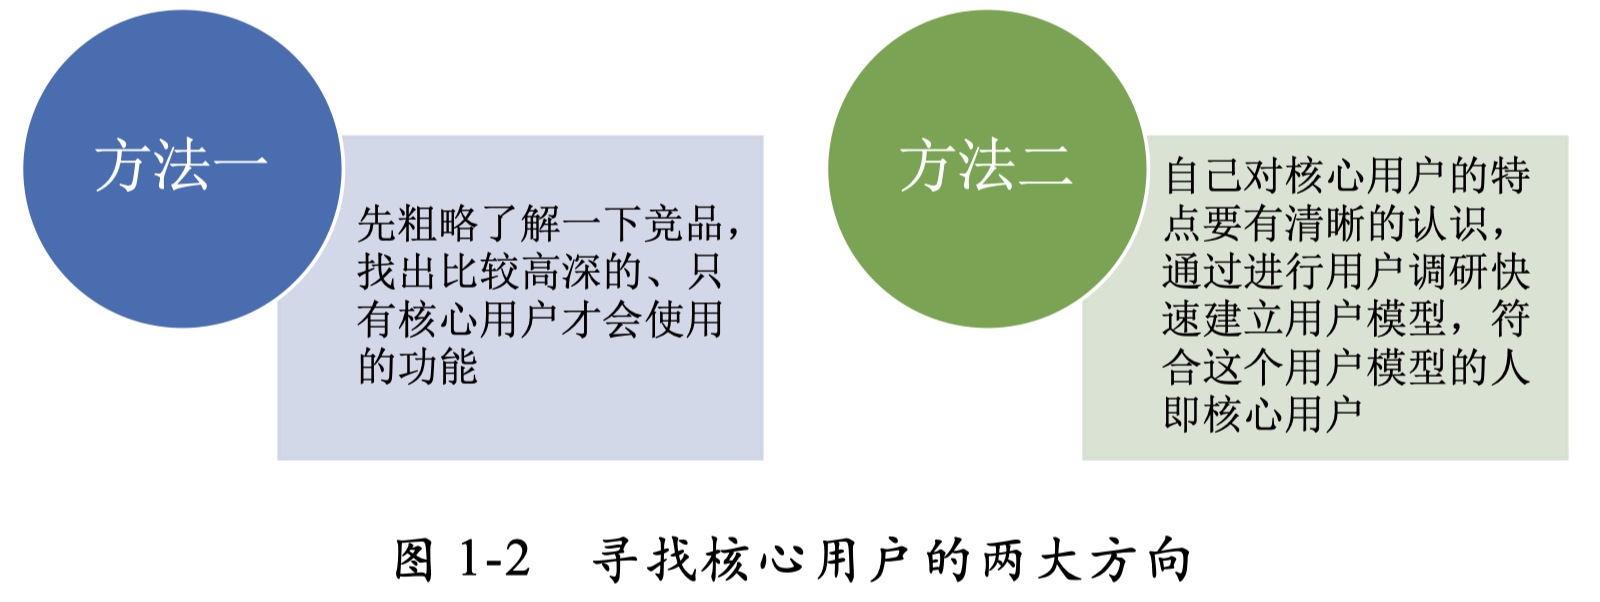 方法一
先粗略了解一下竞品，
找出比较高深的、只
有核心用户才会使用
的功能
方法二
自己对核心用户的特
点要有清晰的认识，
通过进行用户调研快
速建立用户模型，符
合这个用户模型的人
即核心用户
图 1-2 寻找核心用户的两大方向